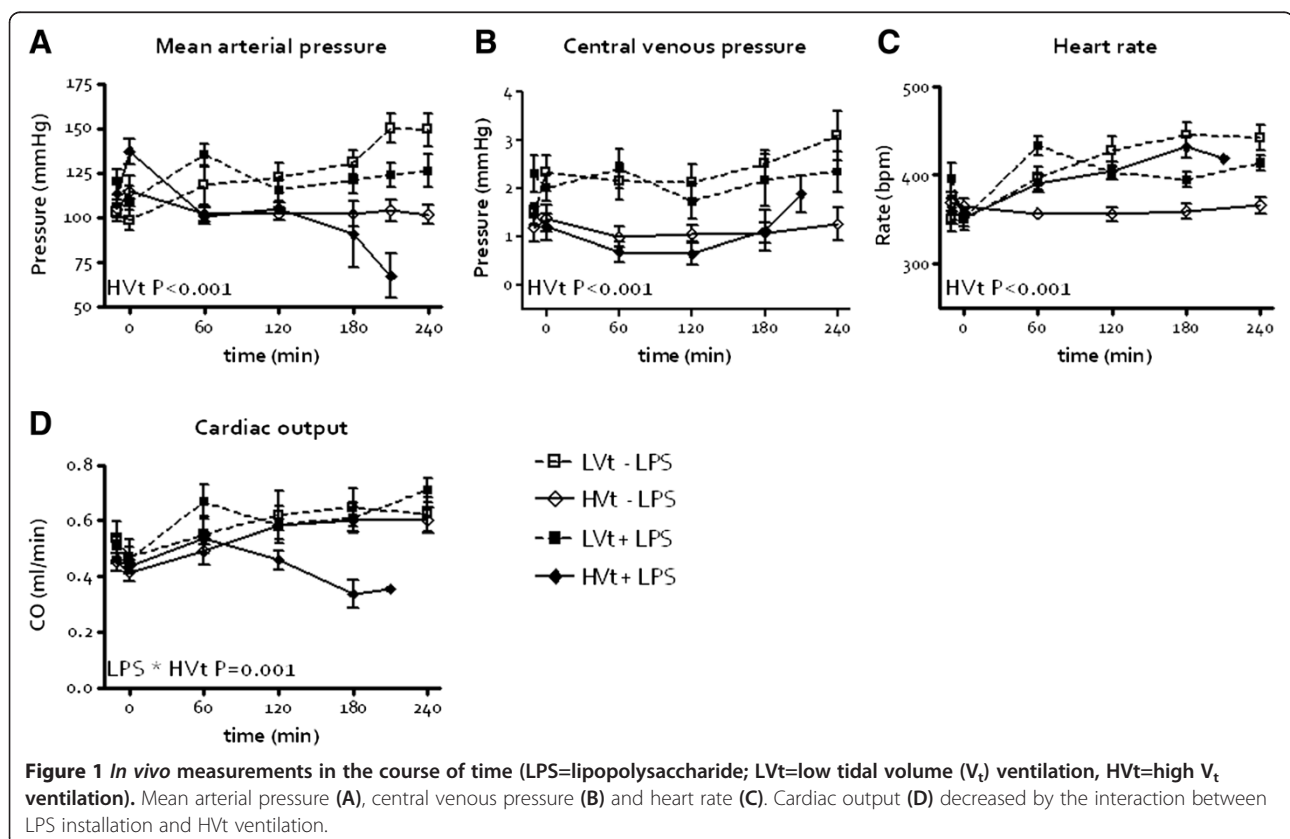 A
Mean arterial pressure
175
150
125
100
75
50
Pressure (mmHg)
HVt P<0.001
0 60 120 180 240
time (min)
B
Central venous pressure
4
3
2
1
0
Pressure (mmHg)
HVt P<0.001
0 60 120 180 240
time (min)
C
Heart rate
500
400
300
Rate (bpm)
HVt P<0.001
0 60 120 180 240
time (min)
D
Cardiac output
0.8
0.6
0.4
0.2
0.0
CO (ml/min)
LPS * HVt P=0.001
0 60 120 180 240
time (min)
LVt - LPS
HVt - LPS
LVt + LPS
HVt + LPS
Figure 1 In vivo measurements in the course of time (LPS=lipopolysaccharide; LVt=low tidal volume (Vt) ventilation, HVt=high Vt
ventilation). Mean arterial pressure (A), central venous pressure (B) and heart rate (C). Cardiac output (D) decreased by the interaction between
LPS installation and HVt ventilation.